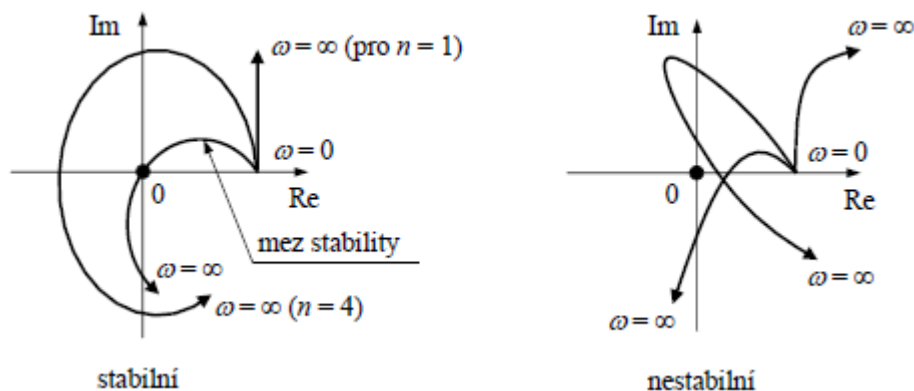 Im
ω = ∞ (pro n = 1)
ω = 0
0
Re
mez stability
ω = ∞
ω = ∞ (n = 4)
stabilní
Im
ω = ∞
ω = 0
0
Re
ω = ∞
ω = ∞
nestabilní